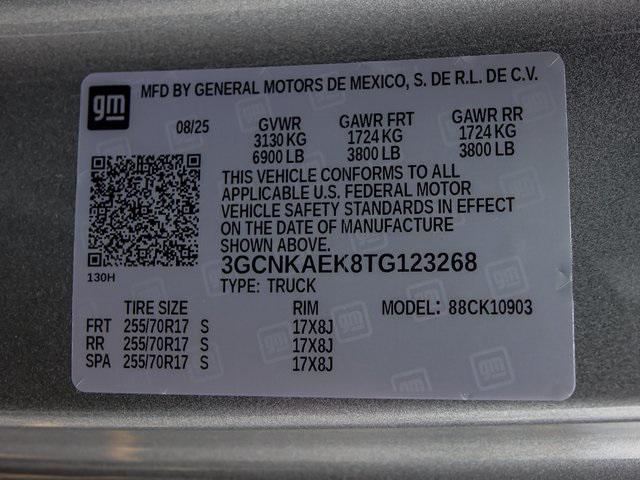 gm
MFD BY GENERAL MOTORS DE MEXICO, S. DE R.L. DE C.V.
08/25 GVWR GAWR FRT GAWR RR
3130 KG 1724 KG 1724 KG
6900 LB 3800 LB 3800 LB
THIS VEHICLE CONFORMS TO ALL
APPLICABLE U.S. FEDERAL MOTOR
VEHICLE SAFETY STANDARDS IN EFFECT
ON THE DATE OF MANUFACTURE
SHOWN ABOVE.
130H
3GCNKAEK8TG123268
TYPE: TRUCK
TIRE SIZE RIM MODEL: 88CK10903
FRT 255/70R17 S 17X8J
RR 255/70R17 S 17X8J
SPA 255/70R17 S 17X8J